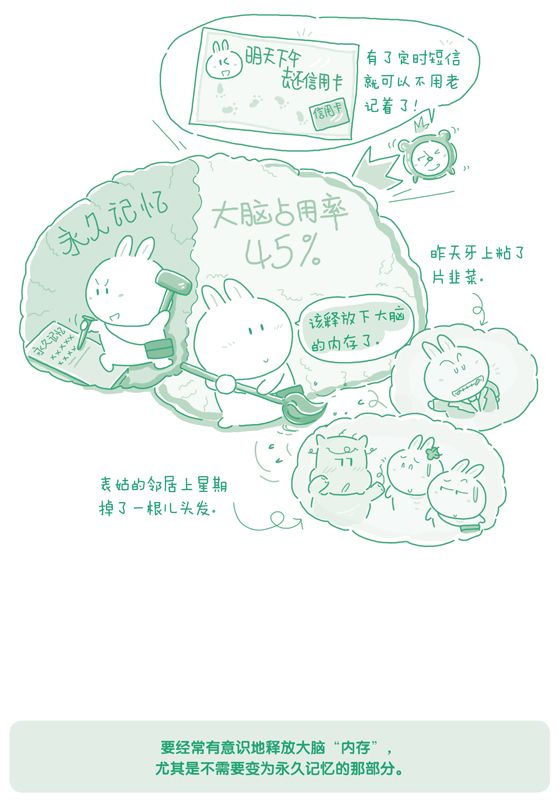 明天下午
去还信用卡
信用卡
有了定时短信
就可以不用老
记着了！
永久记忆
大脑占用率
45%
昨天牙上粘了
片韭菜.
该释放下大脑
的内存了.
永久记忆
×××××
×××××
×××××
表姑的邻居上星期
掉了一根儿头发.
要经常有意识地释放大脑“内存”，
尤其是不需要变为永久记忆的那部分。